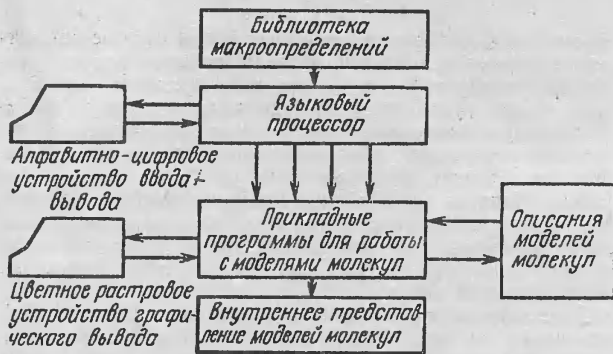 Библиотека
макроопределений
Языковый
процессор
Алфавитно-цифровое
устройство ввода-
вывода
Прикладные
программы для работы
с моделями молекул
Описания
моделей
молекул
Цветное растровое
устройство графи-
ческого вывода
Внутреннее представ-
ление моделей молекул